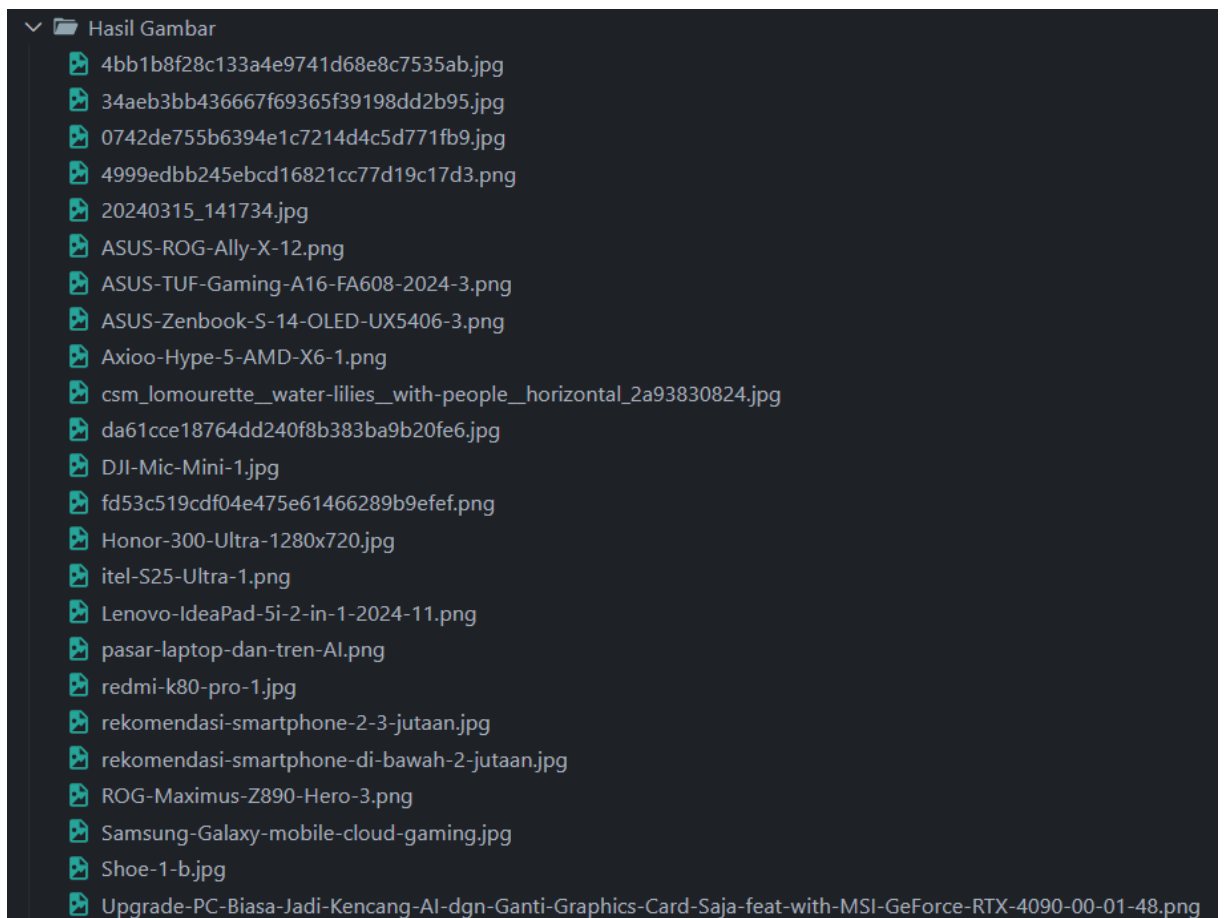 Hasil Gambar
4bb1b8f28c133a4e9741d68e8c7535ab.jpg
34aeb3bb436667f69365f39198dd2b95.jpg
0742de755b6394e1c7214d4c5d771fb9.jpg
4999edbb245ebcd16821cc77d19c17d3.png
20240315_141734.jpg
ASUS-ROG-Ally-X-12.png
ASUS-TUF-Gaming-A16-FA608-2024-3.png
ASUS-Zenbook-S-14-OLED-UX5406-3.png
Axioo-Hype-5-AMD-X6-1.png
csm_lomourette__water-lilies__with-people__horizontal_2a93830824.jpg
da61cce18764dd240f8b383ba9b20fe6.jpg
DJI-Mic-Mini-1.jpg
fd53c519cdf04e475e61466289b9efef.png
Honor-300-Ultra-1280x720.jpg
itel-S25-Ultra-1.png
Lenovo-IdeaPad-5i-2-in-1-2024-11.png
pasar-laptop-dan-tren-AI.png
redmi-k80-pro-1.jpg
rekomendasi-smartphone-2-3-jutaan.jpg
rekomendasi-smartphone-di-bawah-2-jutaan.jpg
ROG-Maximus-Z890-Hero-3.png
Samsung-Galaxy-mobile-cloud-gaming.jpg
Shoe-1-b.jpg
Upgrade-PC-Biasa-Jadi-Kencang-AI-dgn-Ganti-Graphics-Card-Saja-feat-with-MSI-GeForce-RTX-4090-00-01-48.png